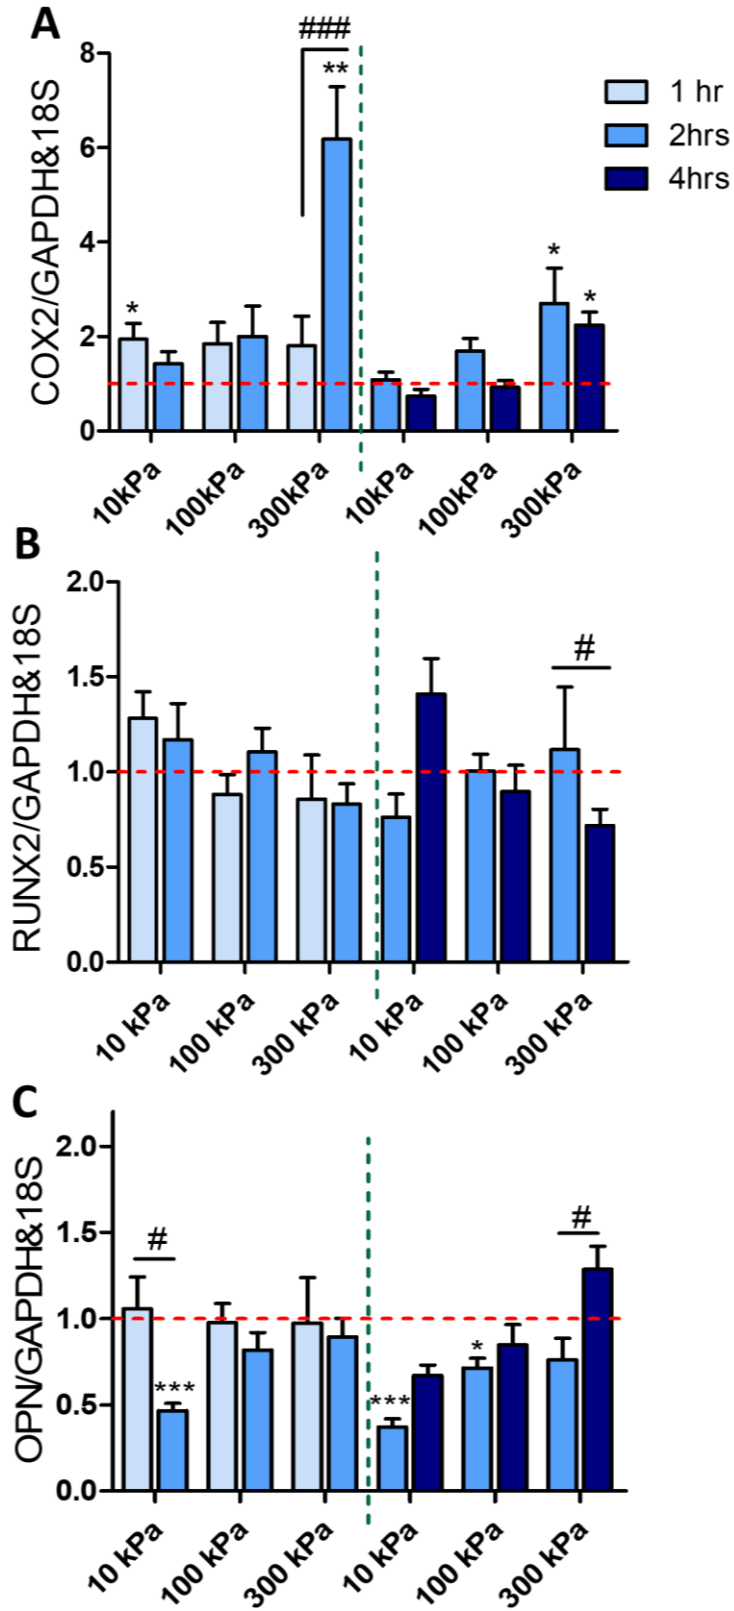 A
###
8
**
1 hr
2hrs
4hrs
6
COX2/GAPDH&18S
4
*
*
*
2
0
10kPa 100kPa 300kPa 10kPa 100kPa 300kPa
B
2.0
#
1.5
RUNX2/GAPDH&18S
1.0
0.5
0.0
10 kPa 100 kPa 300 kPa 10 kPa 100 kPa 300 kPa
C
2.0
#
#
1.5
OPN/GAPDH&18S
1.0
*
***
***
0.5
0.0
10 kPa 100 kPa 300 kPa 10 kPa 100 kPa 300 kPa